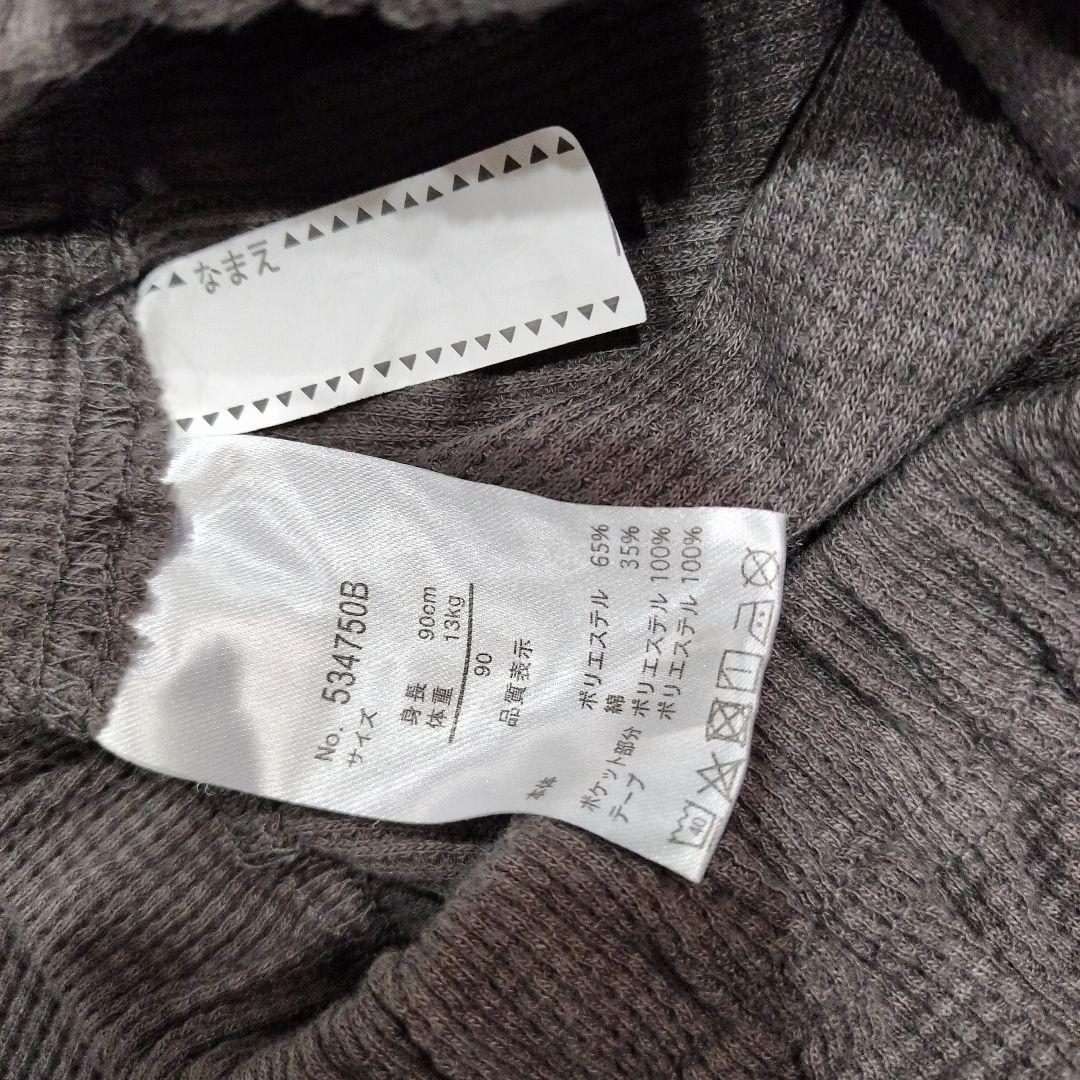 なまえ
No. 534750B
サイズ
身長 90cm
体重 13kg
90
品質表示
本体
ポリエステル 65%
綿 35%
ポケット部分 ポリエステル 100%
テープ ポリエステル 100%
40